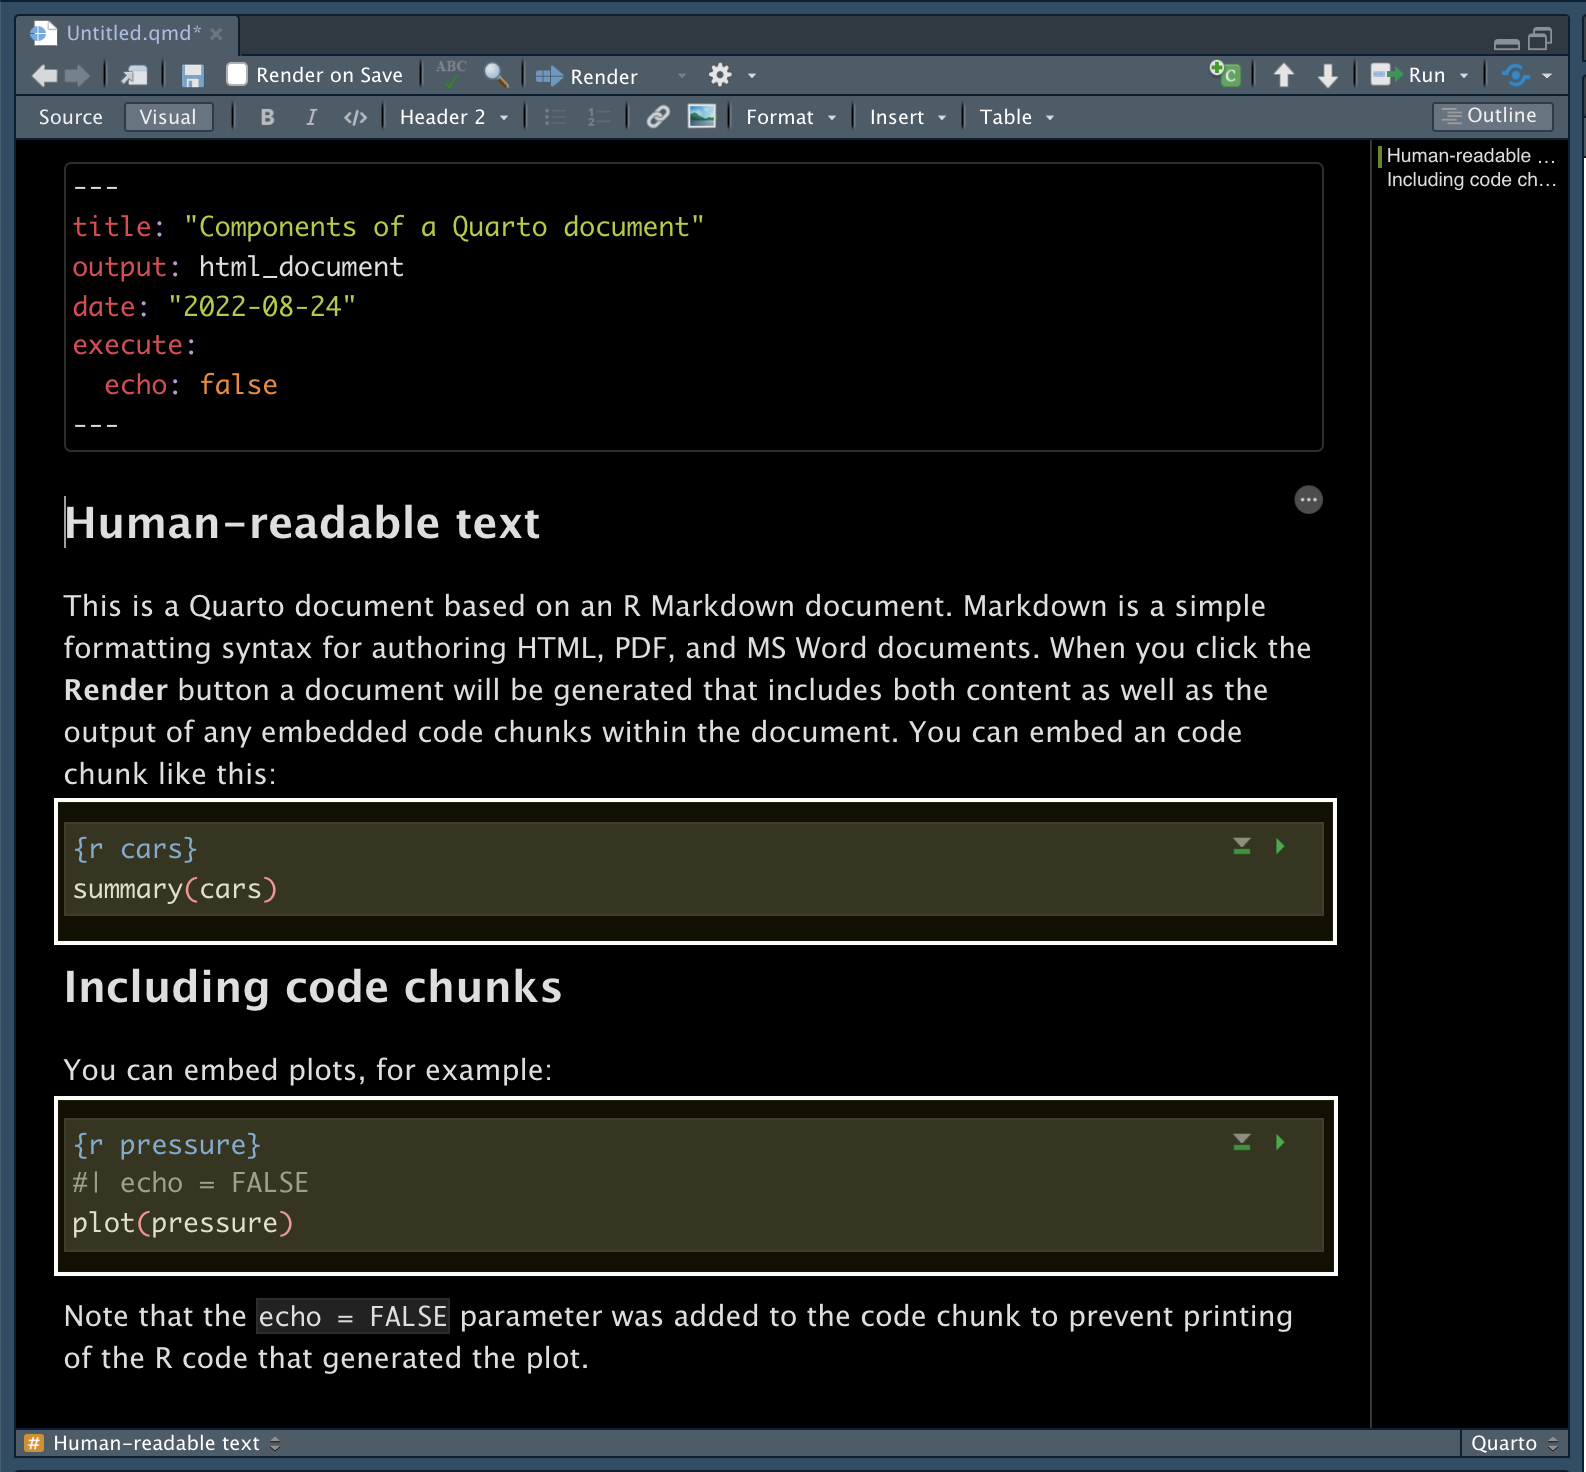 Untitled.qmd*
Render on Save ABC Render C Run
Source Visual B I </> Header 2 Format Insert Table Outline
Human-readable ...
Including code ch...
---
title: "Components of a Quarto document"
output: html_document
date: "2022-08-24"
execute:
  echo: false
---
Human-readable text
This is a Quarto document based on an R Markdown document. Markdown is a simple
formatting syntax for authoring HTML, PDF, and MS Word documents. When you click the
Render button a document will be generated that includes both content as well as the
output of any embedded code chunks within the document. You can embed an code
chunk like this:
{r cars}
summary(cars)
Including code chunks
You can embed plots, for example:
{r pressure}
#| echo = FALSE
plot(pressure)
Note that the echo = FALSE parameter was added to the code chunk to prevent printing
of the R code that generated the plot.
# Human-readable text Quarto